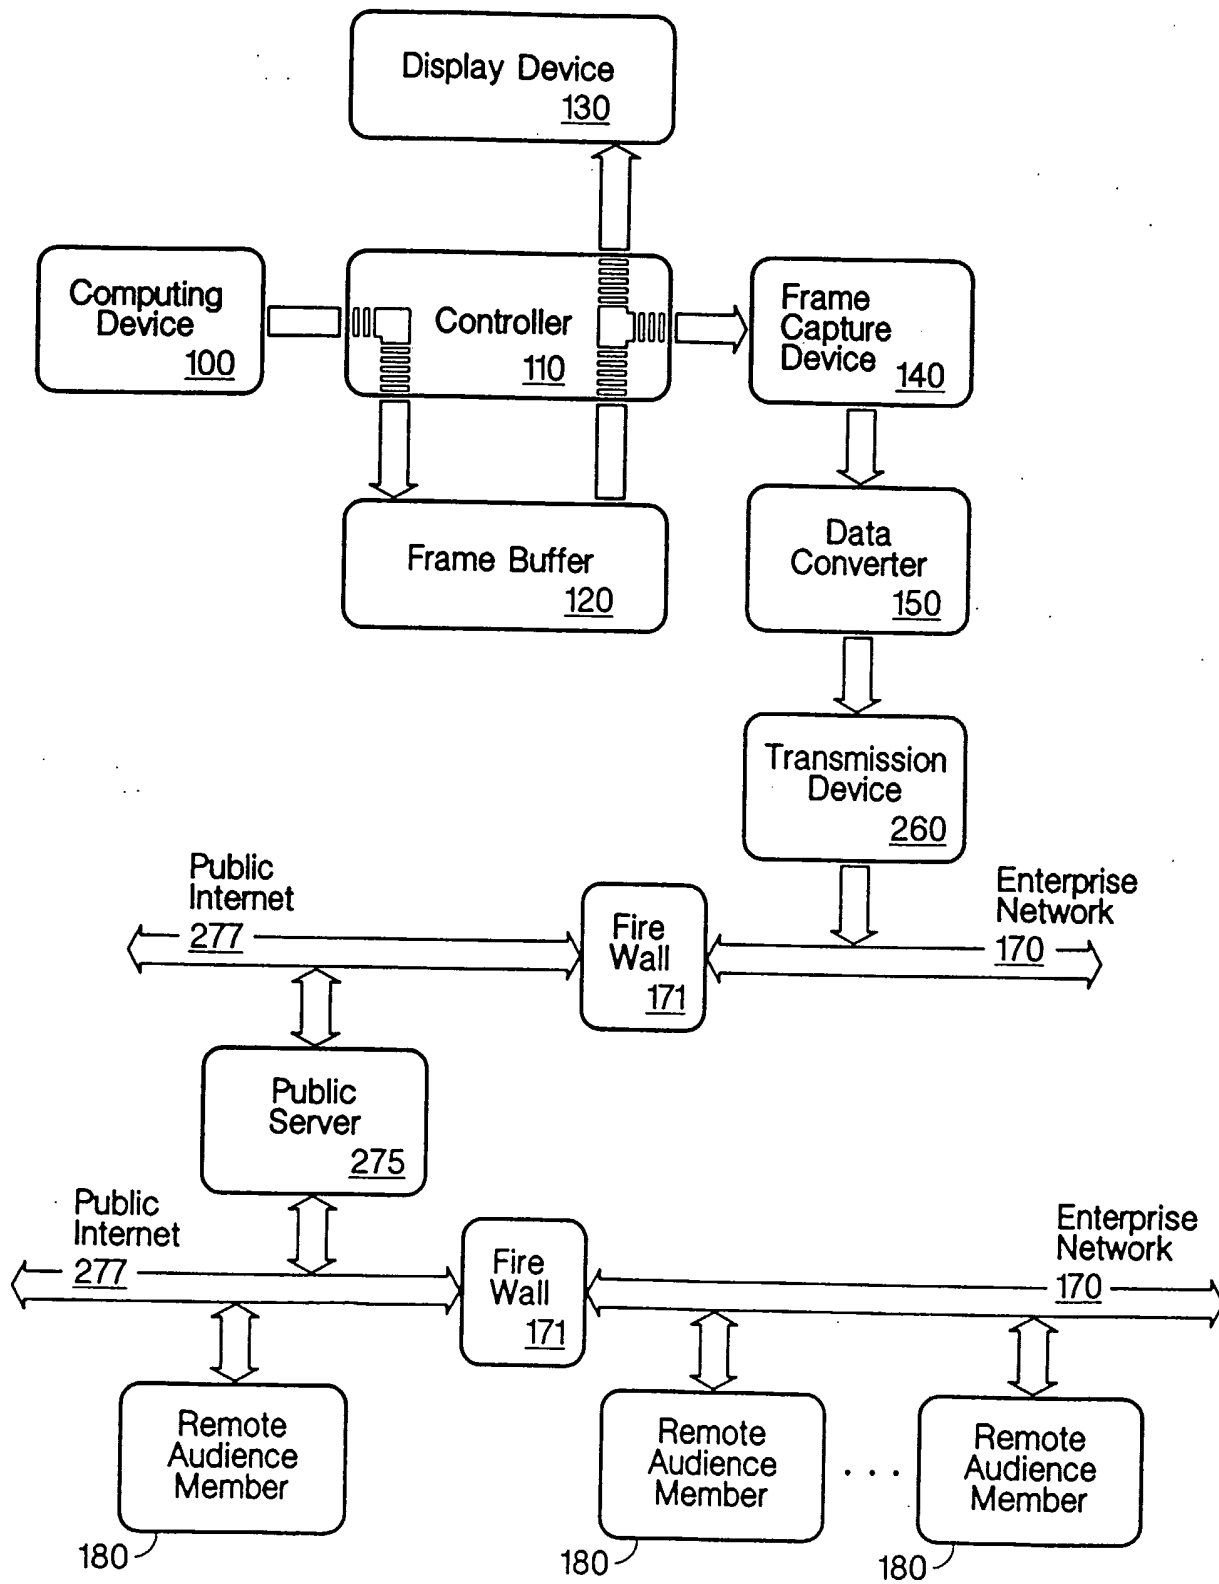 Display Device
130
Computing
Device
100
Controller
110
Frame
Capture
Device
140
Frame Buffer
120
Data
Converter
150
Transmission
Device
260
Public
Internet
277
Fire
Wall
171
Enterprise
Network
170
Public
Server
275
Public
Internet
277
Fire
Wall
171
Enterprise
Network
170
Remote
Audience
Member
180
Remote
Audience
Member
180
. . .
Remote
Audience
Member
180